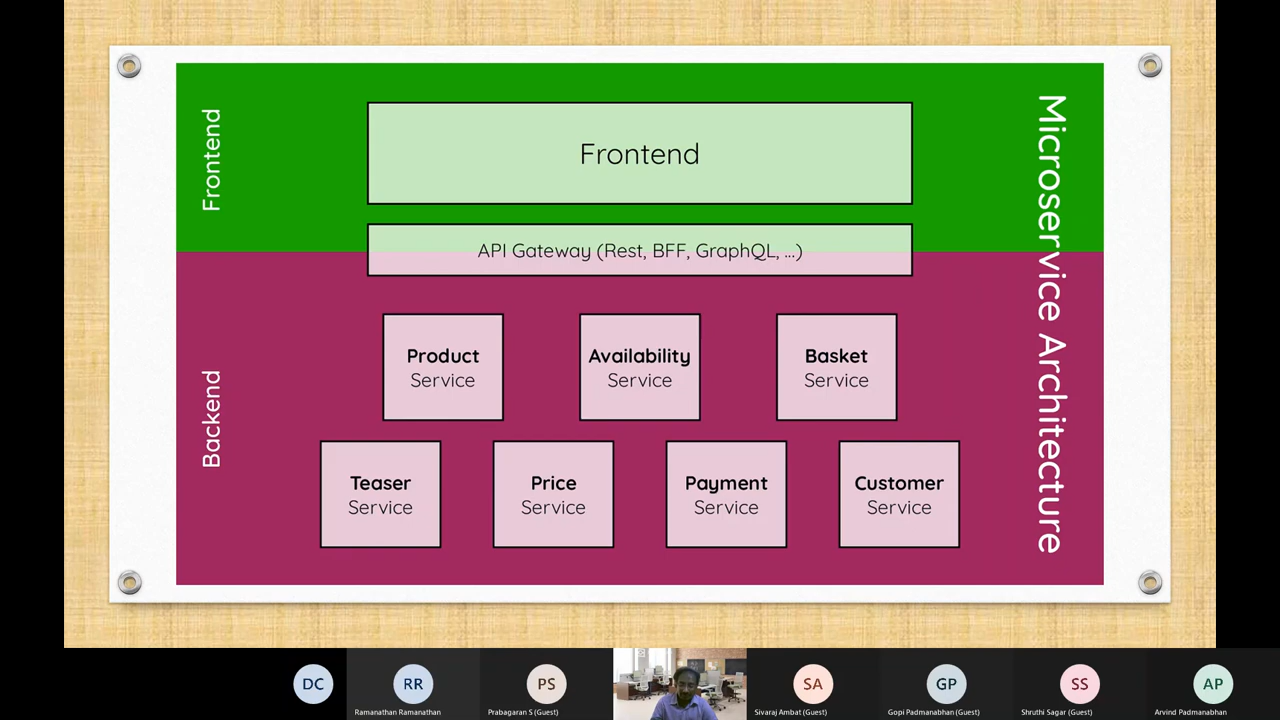 Frontend
Frontend
API Gateway (Rest, BFF, GraphQL, ...)
Microservice Architecture
Backend
Product
Service
Availability
Service
Basket
Service
Teaser
Service
Price
Service
Payment
Service
Customer
Service
DC
RR
Ramanathan Ramanathan
PS
Prabagaran S (Guest)
SA
Sivaraj Ambat (Guest)
GP
Gopi Padmanabhan (Guest)
SS
Shruthi Sagar (Guest)
AP
Arvind Padmanabhan